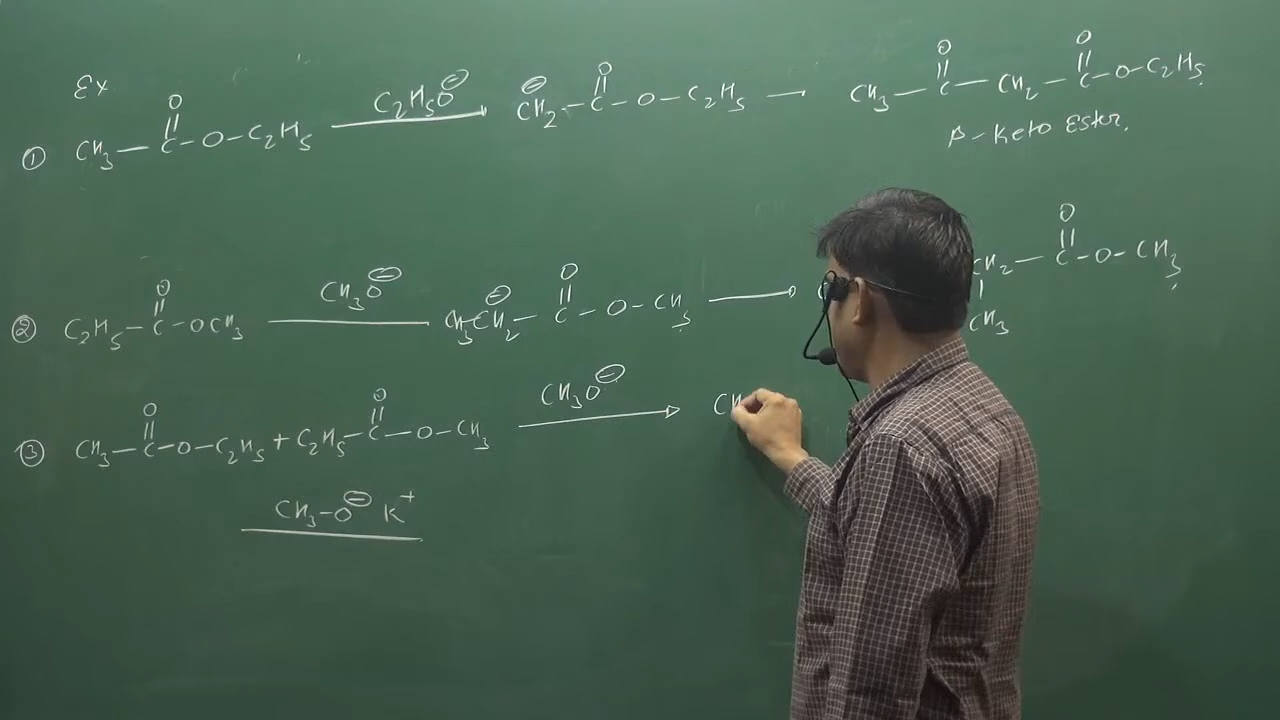 Ex
① CH₃—C(=O)—O—C₂H₅ —C₂H₅O⊖→ ⊖CH₂—C(=O)—O—C₂H₅ → CH₃—C(=O)—CH₂—C(=O)—O—C₂H₅
β-Keto Ester.
② C₂H₅—C(=O)—OCH₃ —CH₃O⊖→ CH₃⊖CH₂—C(=O)—O—CH₃ → CH₂—C(=O)—O—CH₃
CH₃
③ CH₃—C(=O)—O—C₂H₅ + C₂H₅—C(=O)—O—CH₃ —CH₃O⊖→ CH
CH₃—O⊖ K⁺